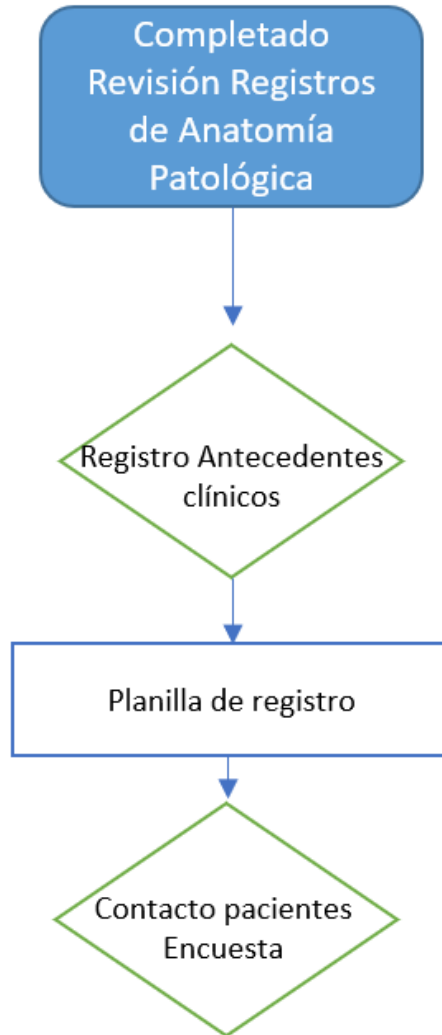 Completado
Revisión Registros
de Anatomía
Patológica
Registro Antecedentes
clínicos
Planilla de registro
Contacto pacientes
Encuesta